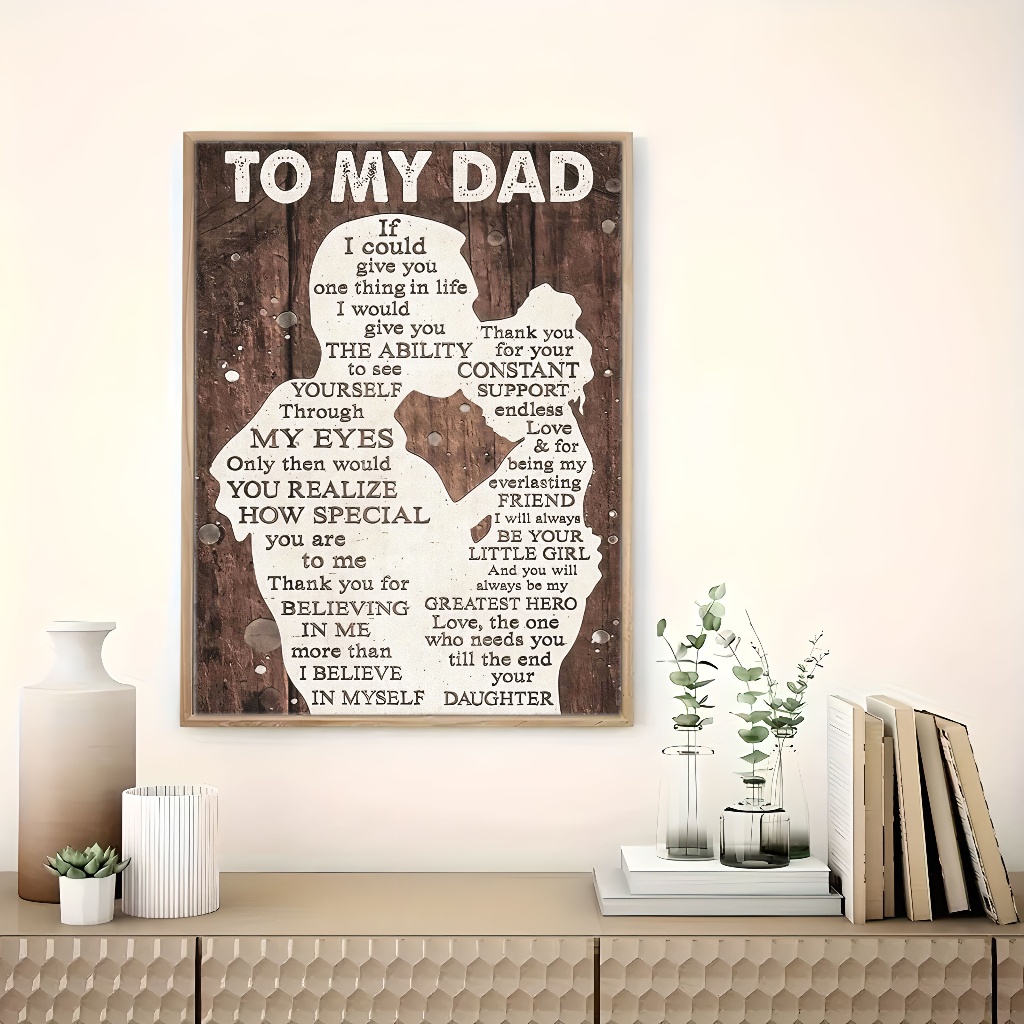 TO MY DAD
If
I could
give you
one thing in life
I would
give you
THE ABILITY
to see
YOURSELF
Through
MY EYES
Only then would
YOU REALIZE
HOW SPECIAL
you are
to me
Thank you for
BELIEVING
IN ME
more than
I BELIEVE
IN MYSELF
Thank you
for your
CONSTANT
SUPPORT
endless
Love
& for
being my
everlasting
FRIEND
I will always
BE YOUR
LITTLE GIRL
And you will
always be my
GREATEST HERO
Love, the one
who needs you
till the end
your
DAUGHTER